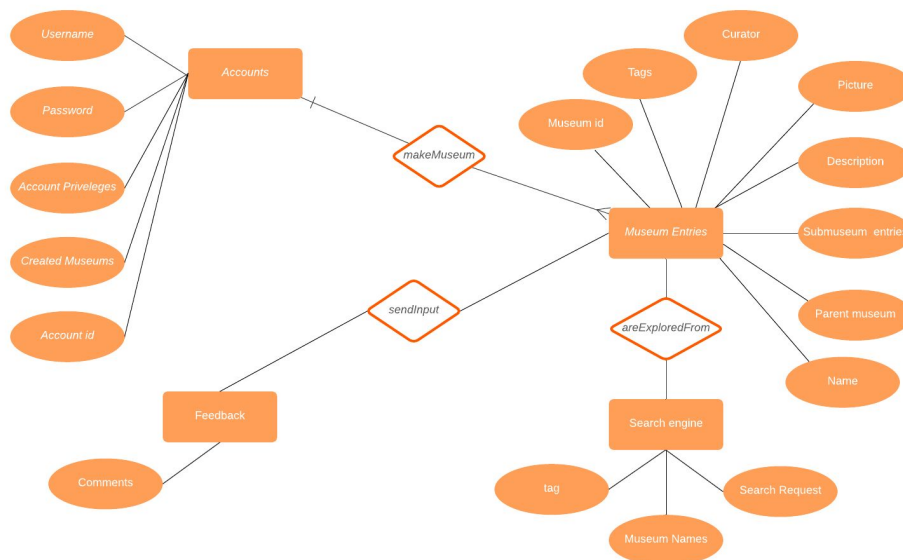 Username
Accounts
Curator
Tags
Picture
Password
Museum id
makeMuseum
Description
Account Priveleges
Museum Entries
Submuseum entries
Created Museums
sendInput
areExploredFrom
Parent museum
Account id
Name
Feedback
Search engine
Comments
tag
Search Request
Museum Names